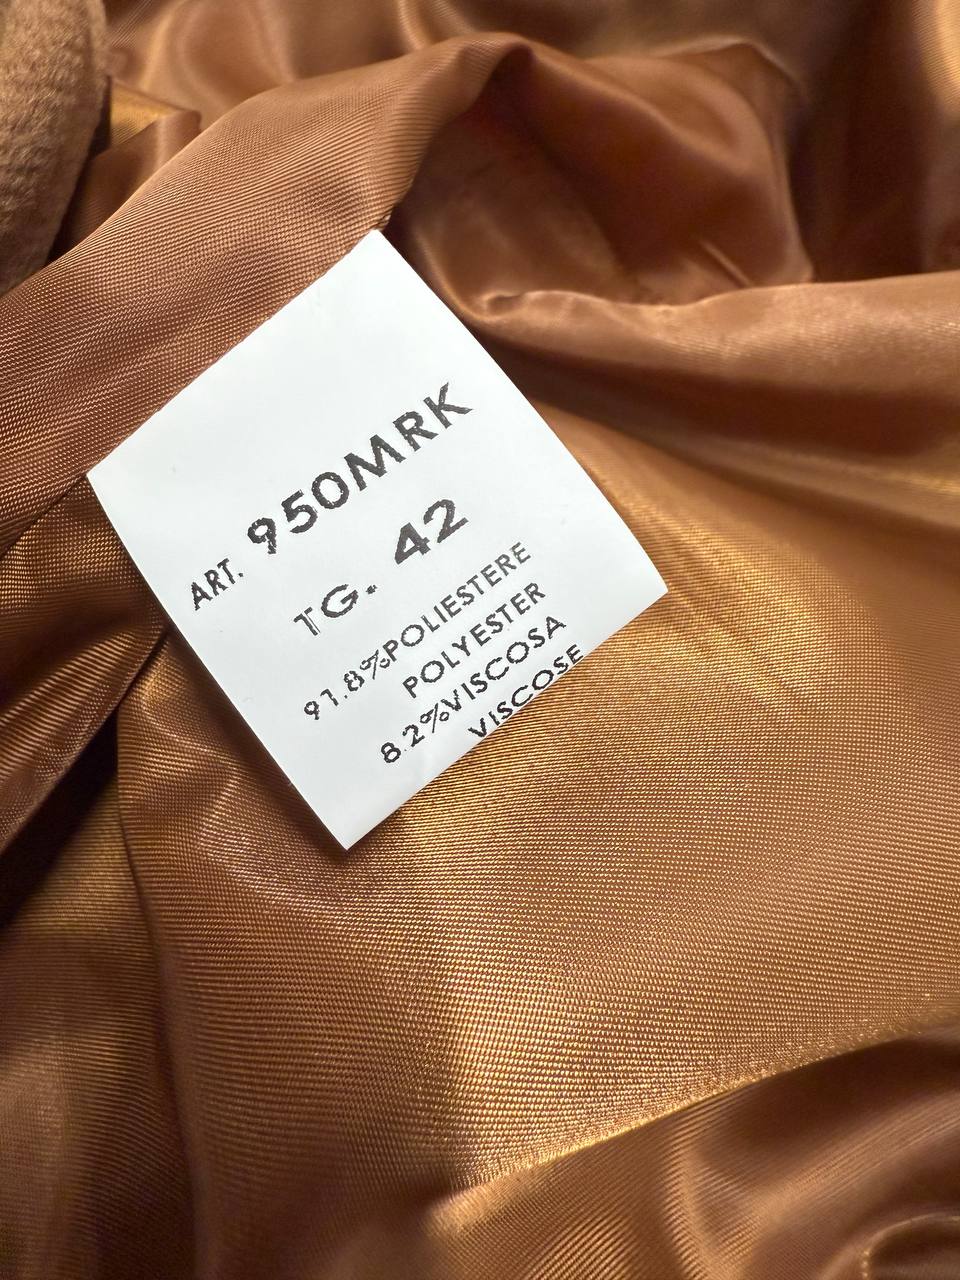 ART. 950MRK
TG. 42
91.8%POLIESTERE
POLYESTER
8.2%VISCOSA
VISCOSE